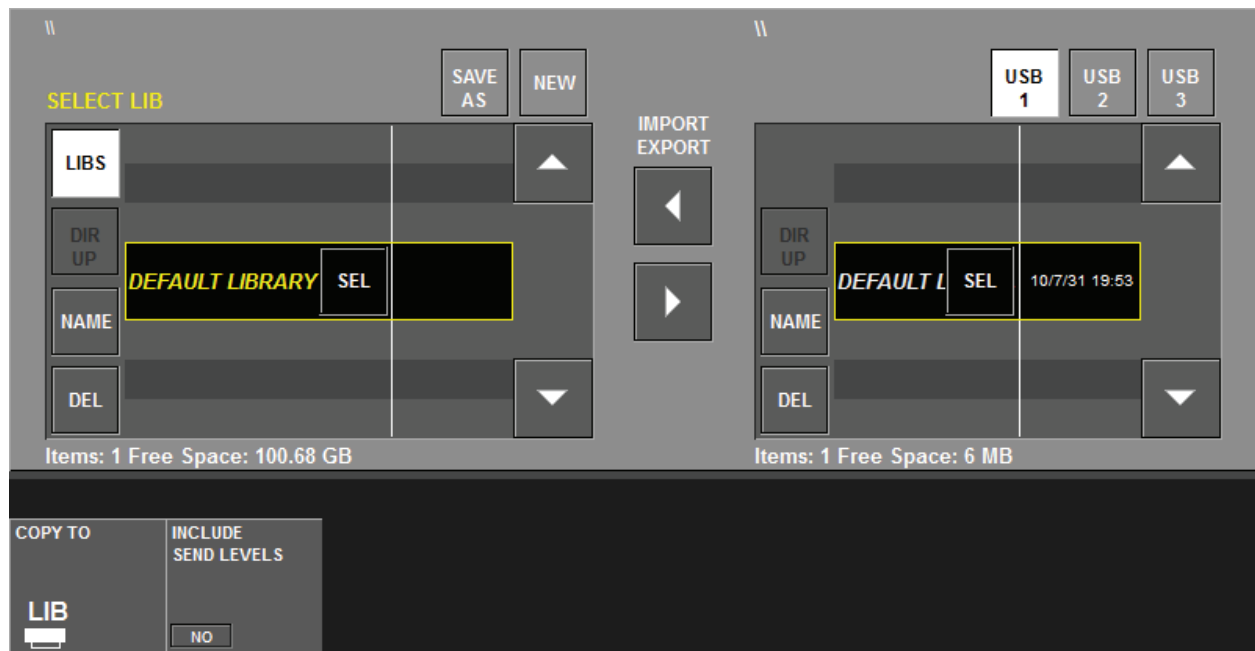 \\
SELECT LIB
SAVE
AS
NEW
LIBS
DIR
UP
NAME
DEL
DEFAULT LIBRARY
SEL
Items: 1 Free Space: 100.68 GB
IMPORT
EXPORT
\\
USB
1
USB
2
USB
3
DIR
UP
NAME
DEL
DEFAULT L
SEL
10/7/31 19:53
Items: 1 Free Space: 6 MB
COPY TO
LIB
INCLUDE
SEND LEVELS
NO